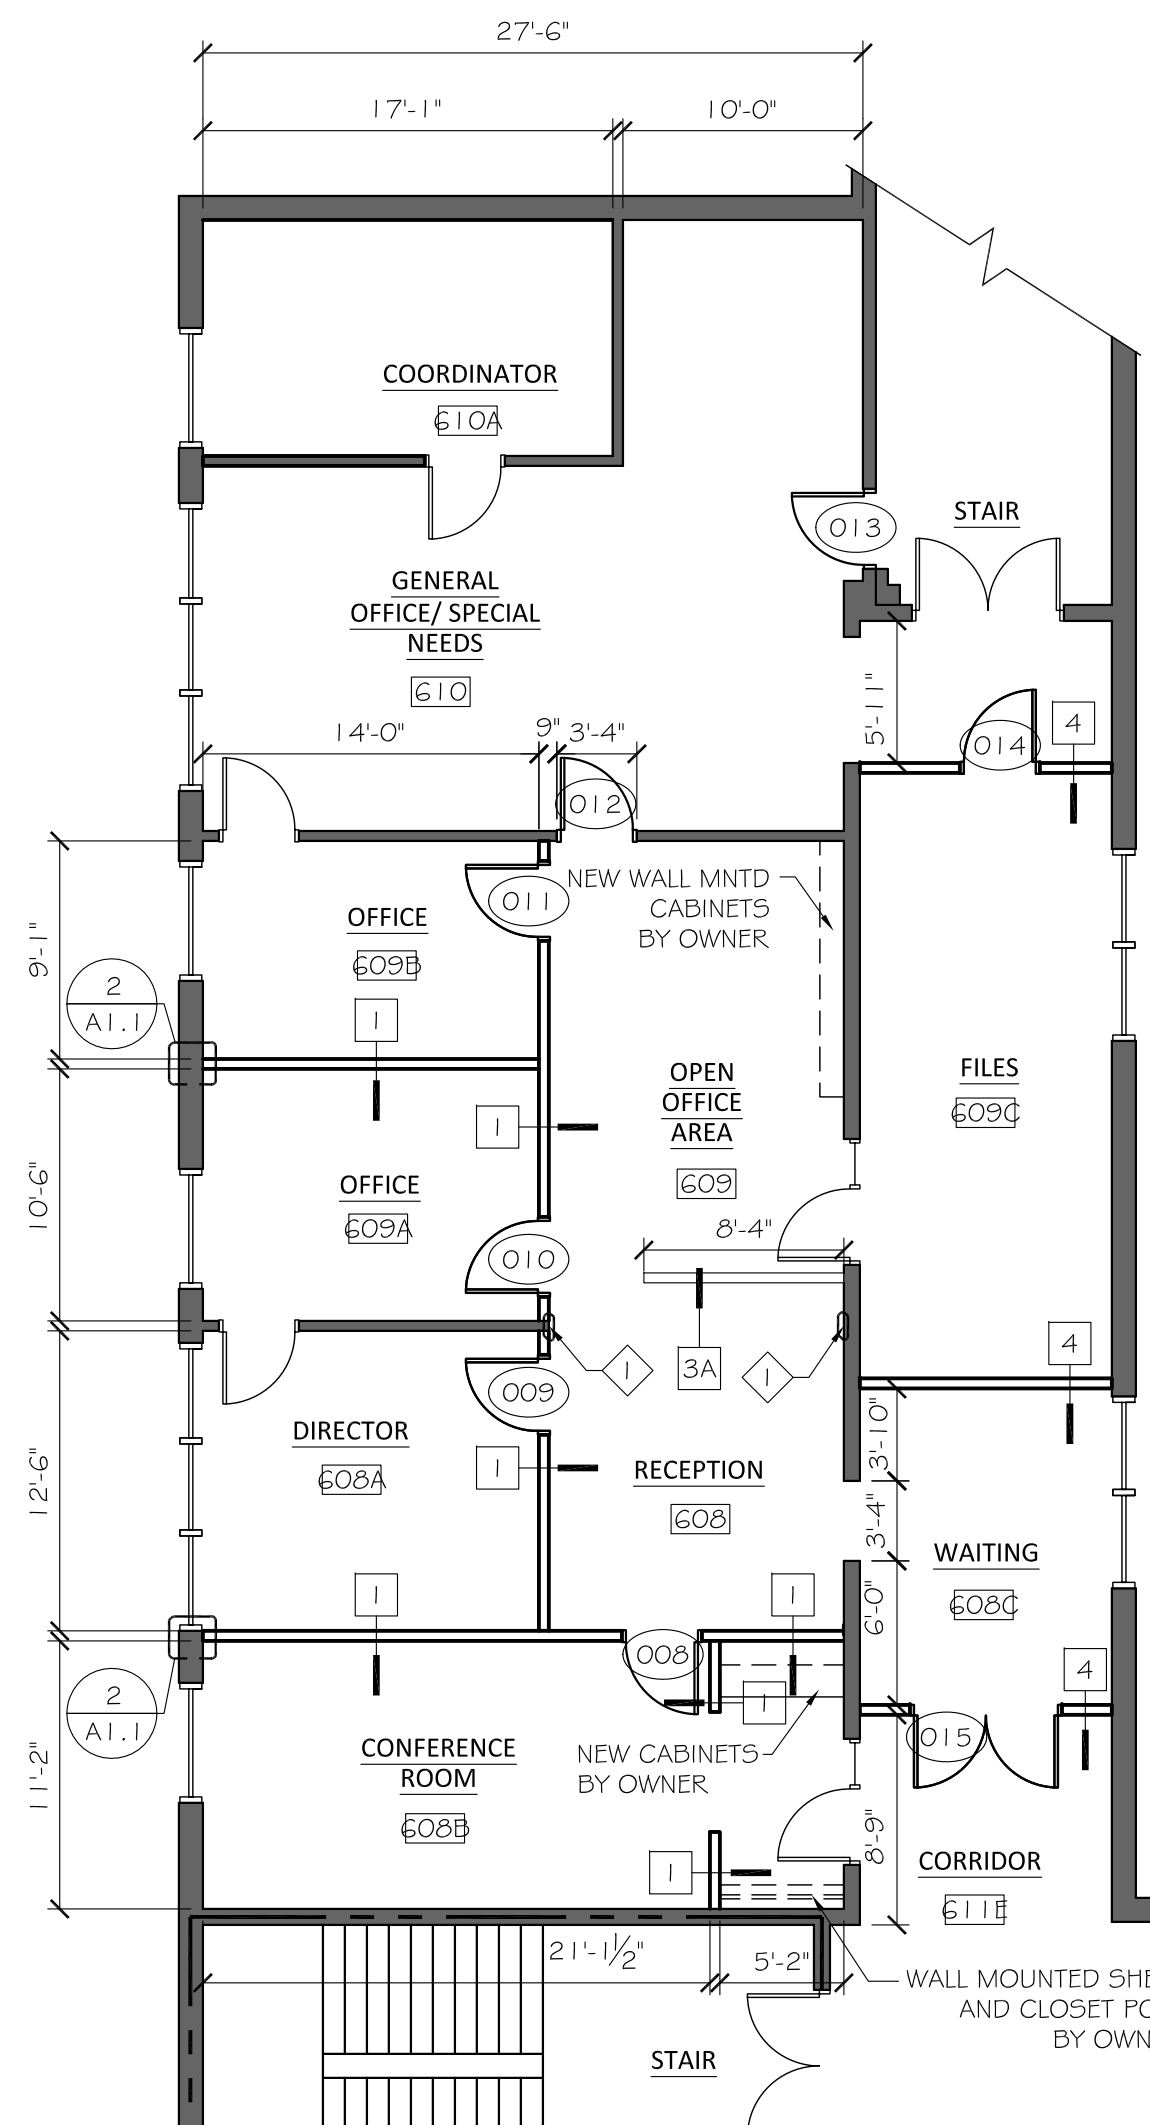 27'-6"
17'-1"
10'-0"
COORDINATOR
610A
STAIR
013
GENERAL
OFFICE/ SPECIAL
NEEDS
610
5'-11"
4
014
14'-0"
9"
3'-4"
012
NEW WALL MNTD
CABINETS
BY OWNER
011
9'-1"
OFFICE
609B
2
A1.1
1
OPEN
OFFICE
AREA
609
FILES
609C
1
10'-6"
OFFICE
609A
8'-4"
010
4
1
3A
1
009
12'-6"
DIRECTOR
608A
1
RECEPTION
608
3'-10"
3'-4"
WAITING
608C
1
1
6'-0"
008
4
2
A1.1
1
015
11'-2"
CONFERENCE
ROOM
608B
NEW CABINETS
BY OWNER
8'-9"
1
CORRIDOR
611E
21'-1½"
5'-2"
WALL MOUNTED SHE
AND CLOSET PO
BY OWN
STAIR